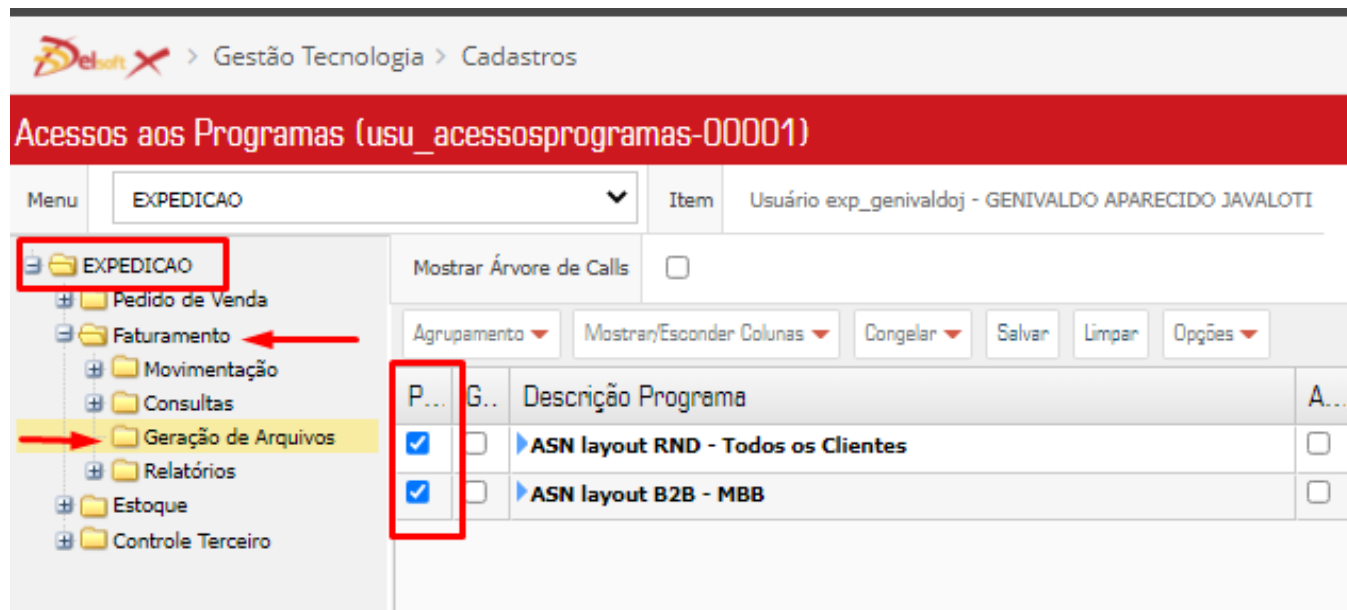 Delsoft X > Gestão Tecnologia > Cadastros
Acessos aos Programas (usu_acessosprogramas-00001)
Menu EXPEDICAO Item Usuário exp_genivaldoj - GENIVALDO APARECIDO JAVALOTI
EXPEDICAO
Pedido de Venda
Faturamento
Movimentação
Consultas
Geração de Arquivos
Relatórios
Estoque
Controle Terceiro
Mostrar Árvore de Calls
Agrupamento Mostrar/Esconder Colunas Congelar Salvar Limpar Opções
P... G.. Descrição Programa A...
ASN layout RND - Todos os Clientes
ASN layout B2B - MBB